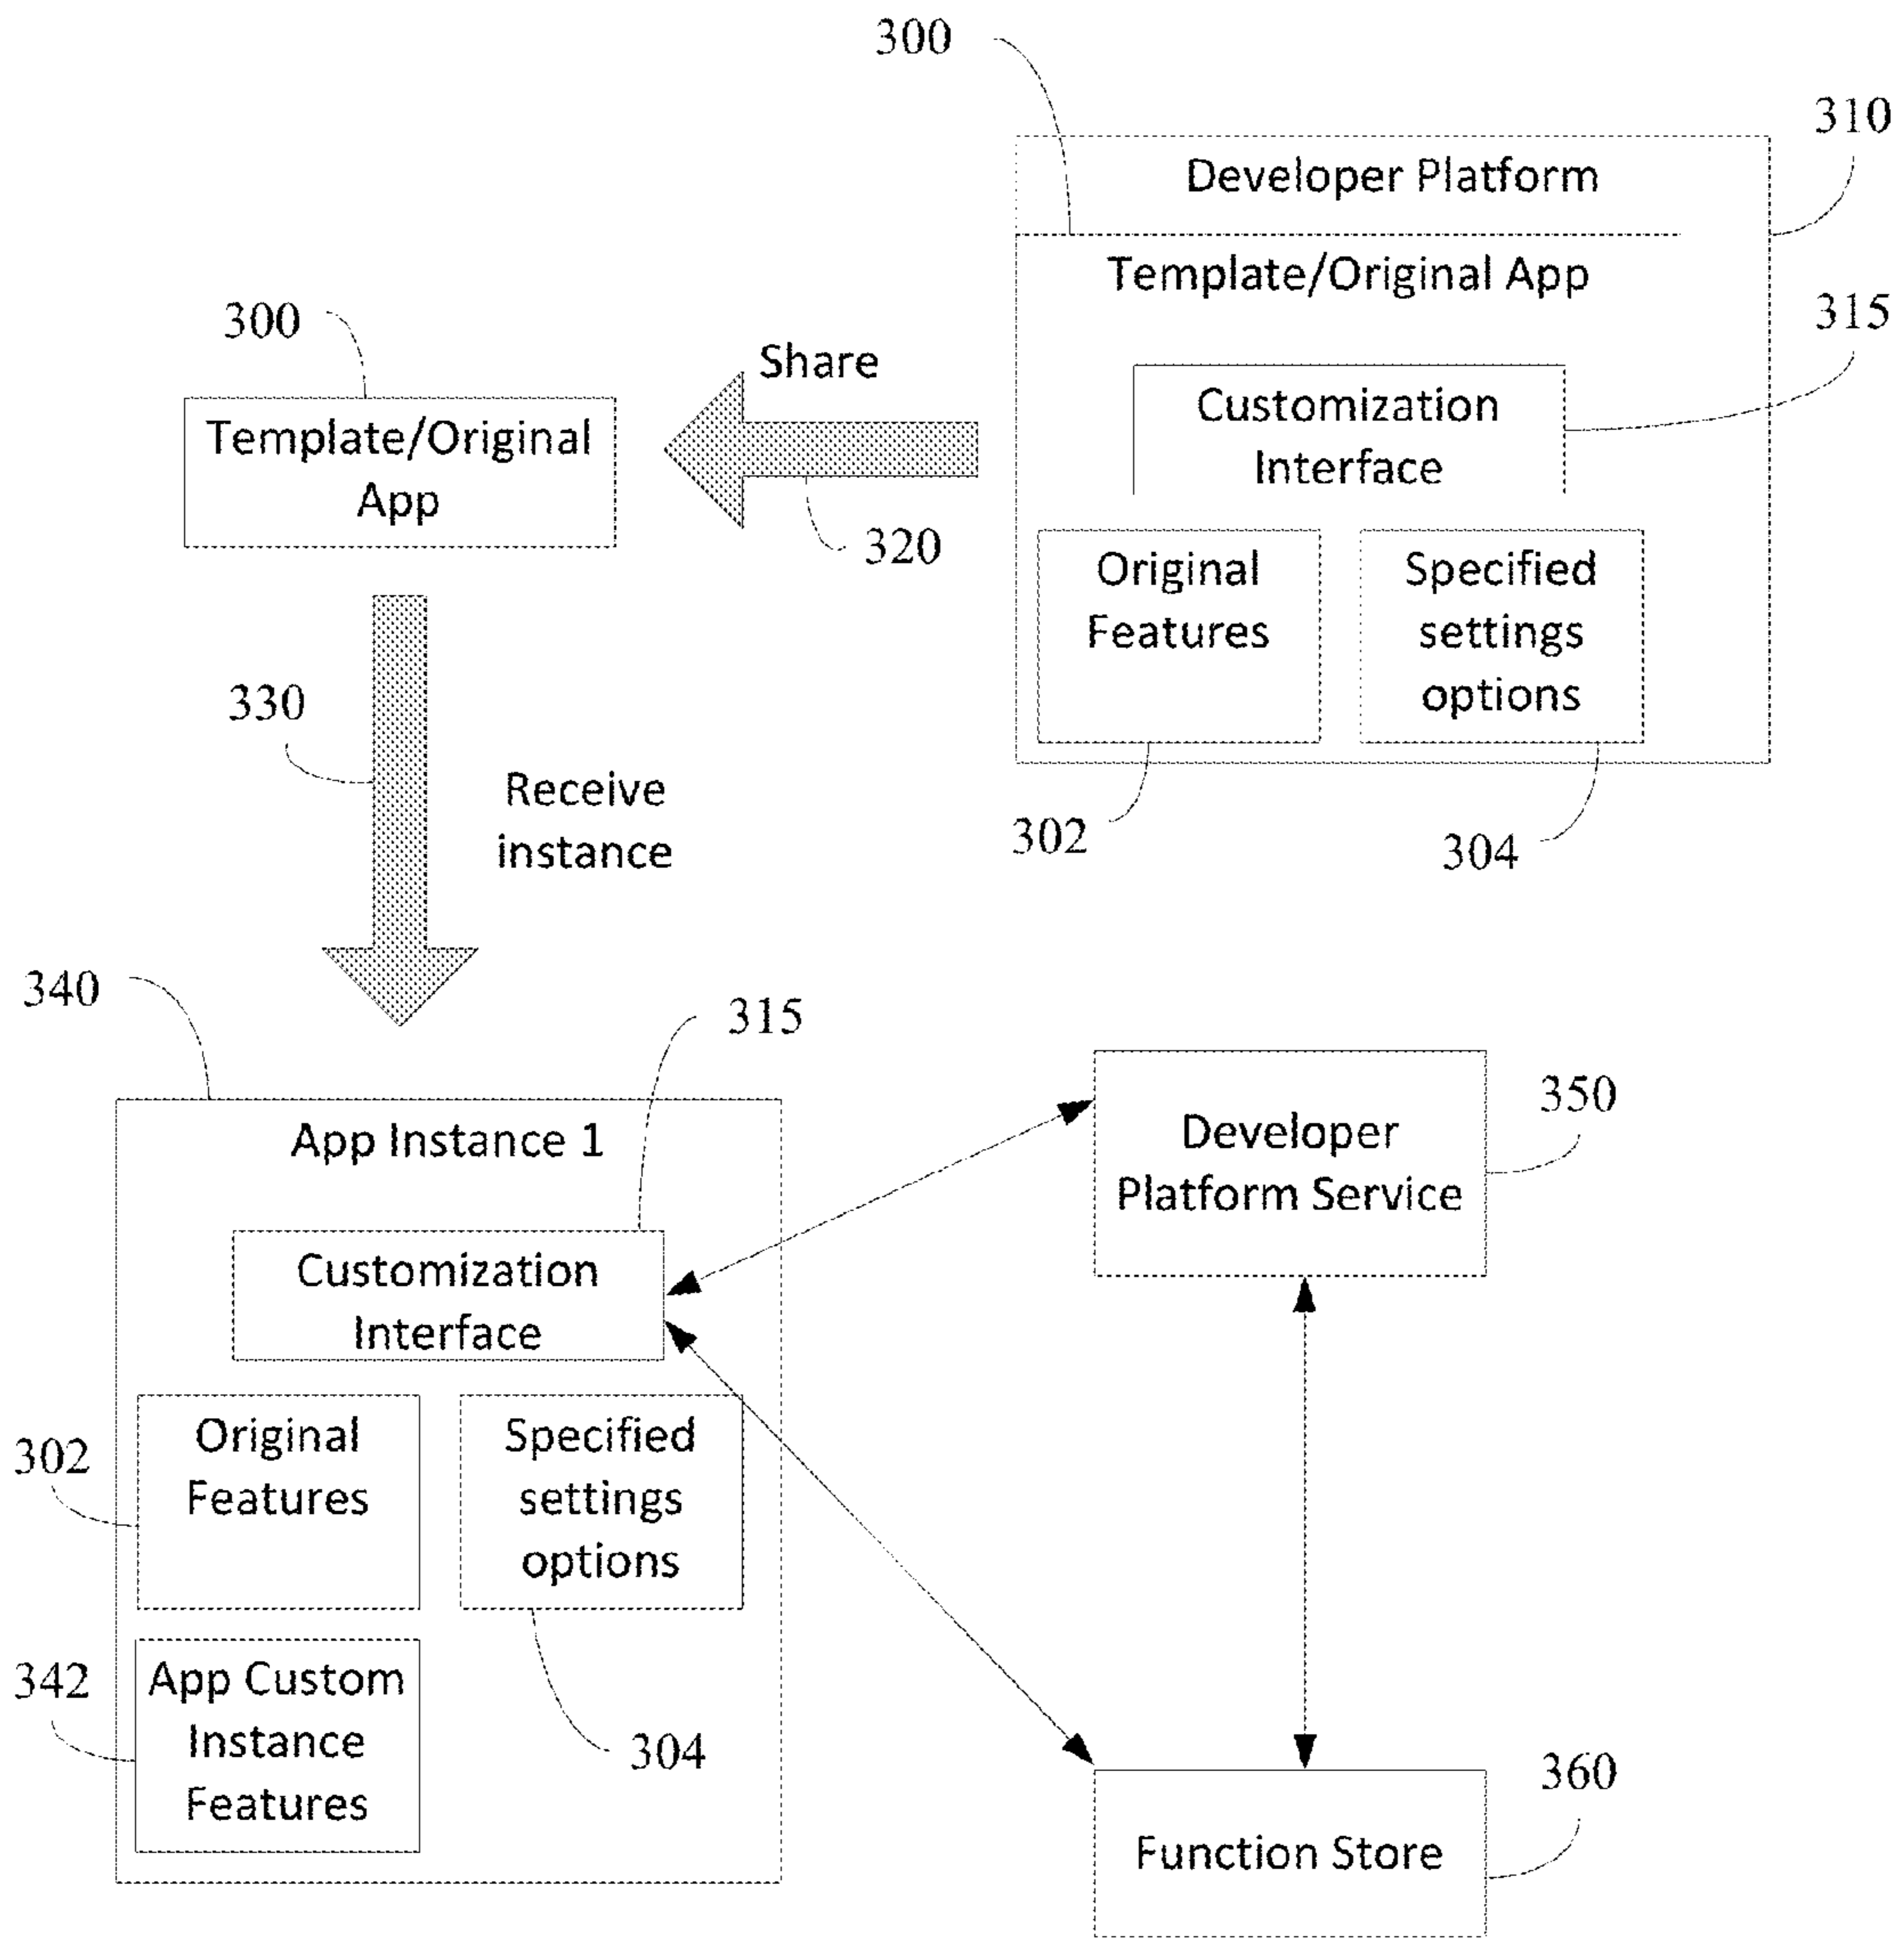 300
310
Developer Platform
Template/Original App
315
300
Share
Customization
Interface
Template/Original
App
320
Original
Features
Specified
settings
options
330
Receive
instance
302
304
340
315
App Instance 1
350
Developer
Platform Service
Customization
Interface
302
Original
Features
Specified
settings
options
342
App Custom
Instance
Features
304
360
Function Store